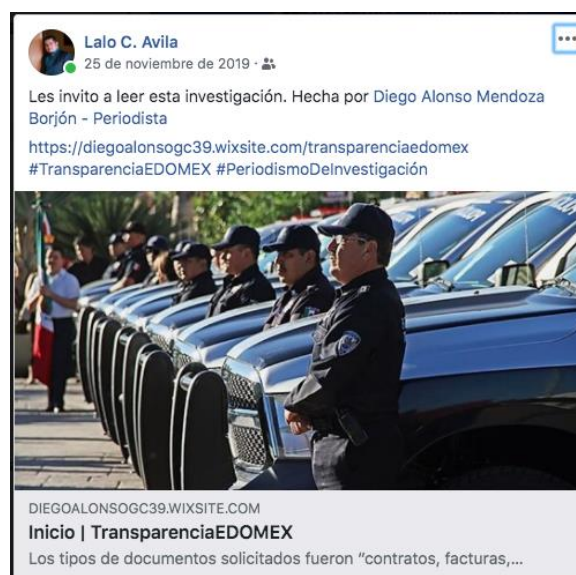 Lalo C. Avila
25 de noviembre de 2019 ·
Les invito a leer esta investigación. Hecha por Diego Alonso Mendoza
Borjón - Periodista
https://diegoalonsogc39.wixsite.com/transparenciaedomex
#TransparenciaEDOMEX #PeriodismoDeInvestigación
DIEGOALONSOGC39.WIXSITE.COM
Inicio | TransparenciaEDOMEX
Los tipos de documentos solicitados fueron “contratos, facturas,...